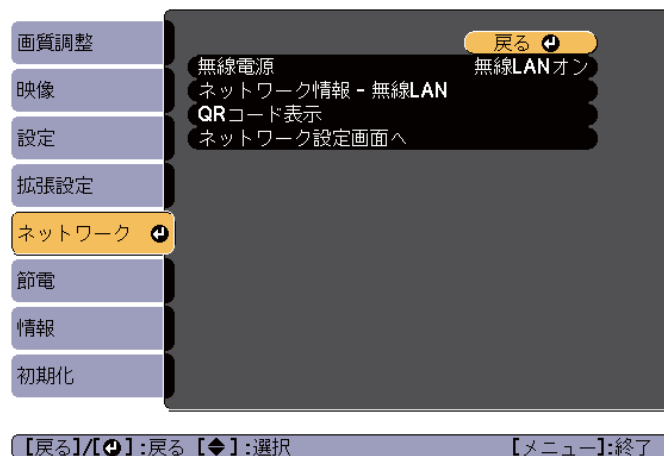 画質調整
映像
設定
拡張設定
ネットワーク
節電
情報
初期化
戻る
無線電源 無線LANオン
ネットワーク情報 - 無線LAN
QRコード表示
ネットワーク設定画面へ
[戻る]/[⏎]:戻る [◆]:選択 [メニュー]:終了